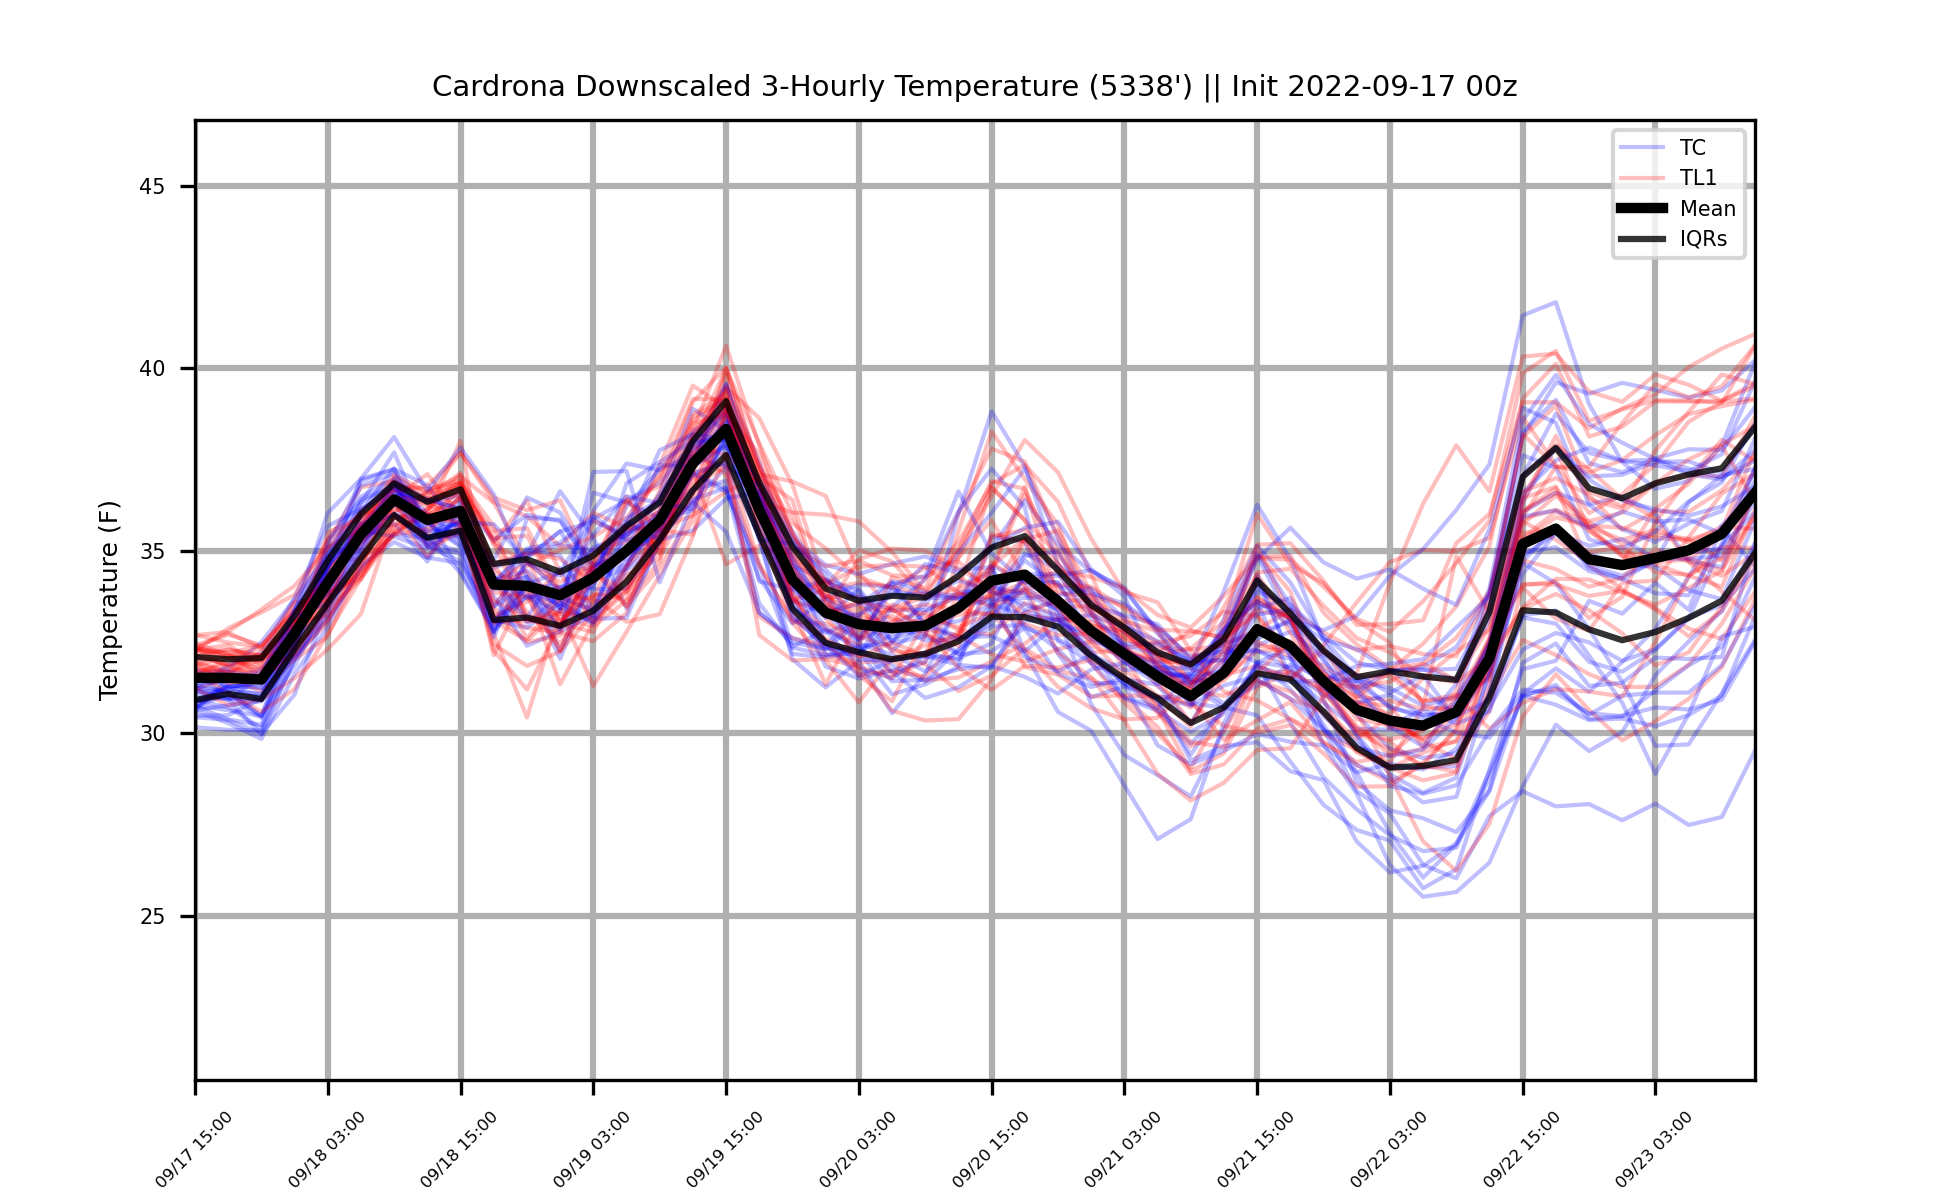 Cardrona Downscaled 3-Hourly Temperature (5338') || Init 2022-09-17 00z
TC
TL1
Mean
IQRs
Temperature (F)
45
40
35
30
25
09/17 15:00
09/18 03:00
09/18 15:00
09/19 03:00
09/19 15:00
09/20 03:00
09/20 15:00
09/21 03:00
09/21 15:00
09/22 03:00
09/22 15:00
09/23 03:00